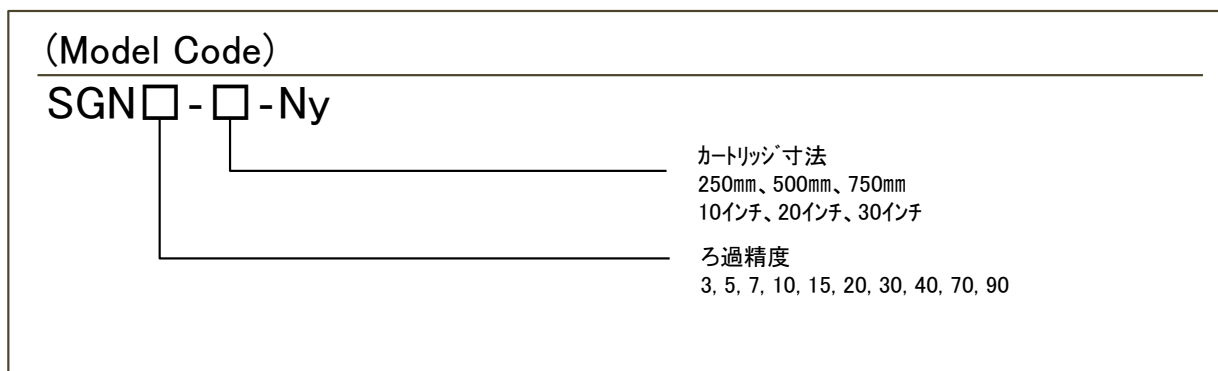 (Model Code)
SGN□-□-Ny
ｶｰﾄﾘｯｼﾞ寸法
250㎜、500㎜、750㎜
10ｲﾝﾁ、20ｲﾝﾁ、30ｲﾝﾁ
ろ過精度
3, 5, 7, 10, 15, 20, 30, 40, 70, 90